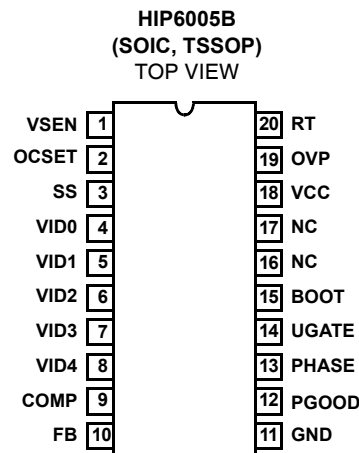 HIP6005B
(SOIC, TSSOP)
TOP VIEW
VSEN 1 20 RT
OCSET 2 19 OVP
SS 3 18 VCC
VID0 4 17 NC
VID1 5 16 NC
VID2 6 15 BOOT
VID3 7 14 UGATE
VID4 8 13 PHASE
COMP 9 12 PGOOD
FB 10 11 GND